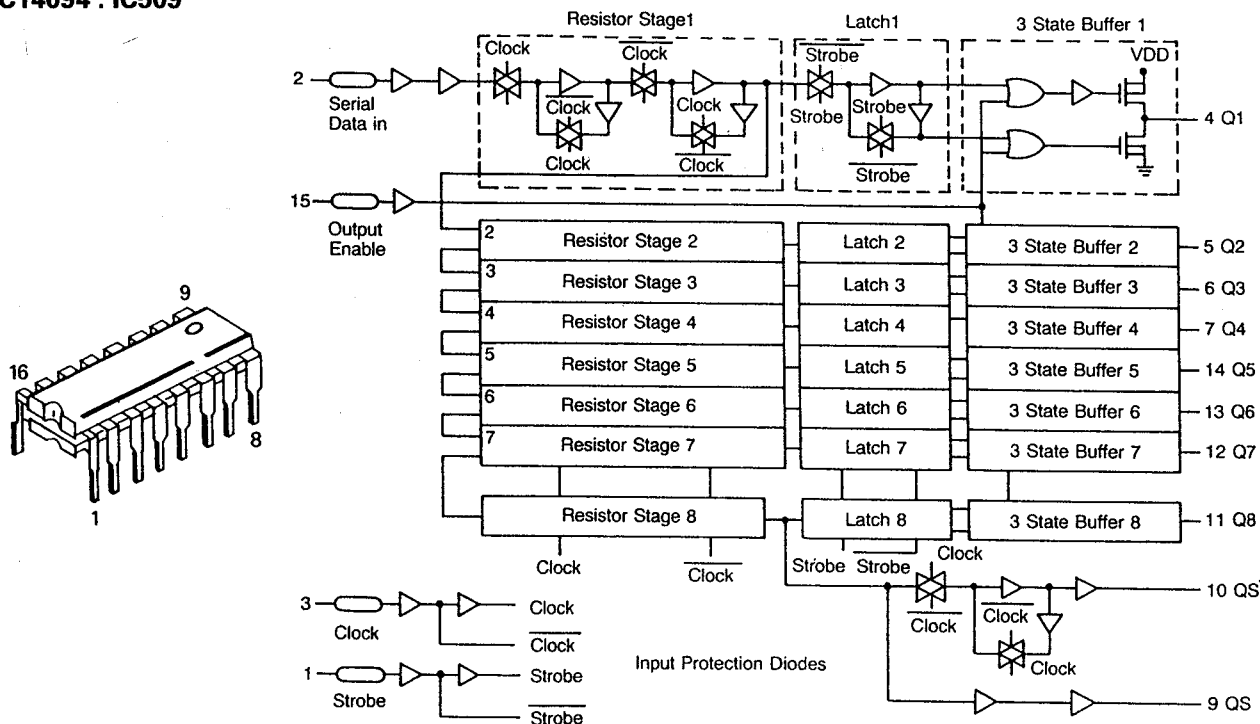 C14094 : IC509
Resistor Stage1
Latch1
3 State Buffer 1
Clock
Clock
Strobe
VDD
2
Serial
Data in
Clock
Clock
Strobe
Strobe
4 Q1
Clock
Clock
Strobe
15
Output
Enable
2
Resistor Stage 2
Latch 2
3 State Buffer 2
5 Q2
3
Resistor Stage 3
Latch 3
3 State Buffer 3
6 Q3
4
Resistor Stage 4
Latch 4
3 State Buffer 4
7 Q4
5
Resistor Stage 5
Latch 5
3 State Buffer 5
14 Q5
6
Resistor Stage 6
Latch 6
3 State Buffer 6
13 Q6
7
Resistor Stage 7
Latch 7
3 State Buffer 7
12 Q7
Resistor Stage 8
Latch 8
3 State Buffer 8
11 Q8
9
16
8
1
Clock
Clock
Strobe
Strobe
Clock
10 QS'
Clock
Clock
Clock
3
Clock
Clock
Clock
1
Strobe
Strobe
Strobe
Input Protection Diodes
9 QS